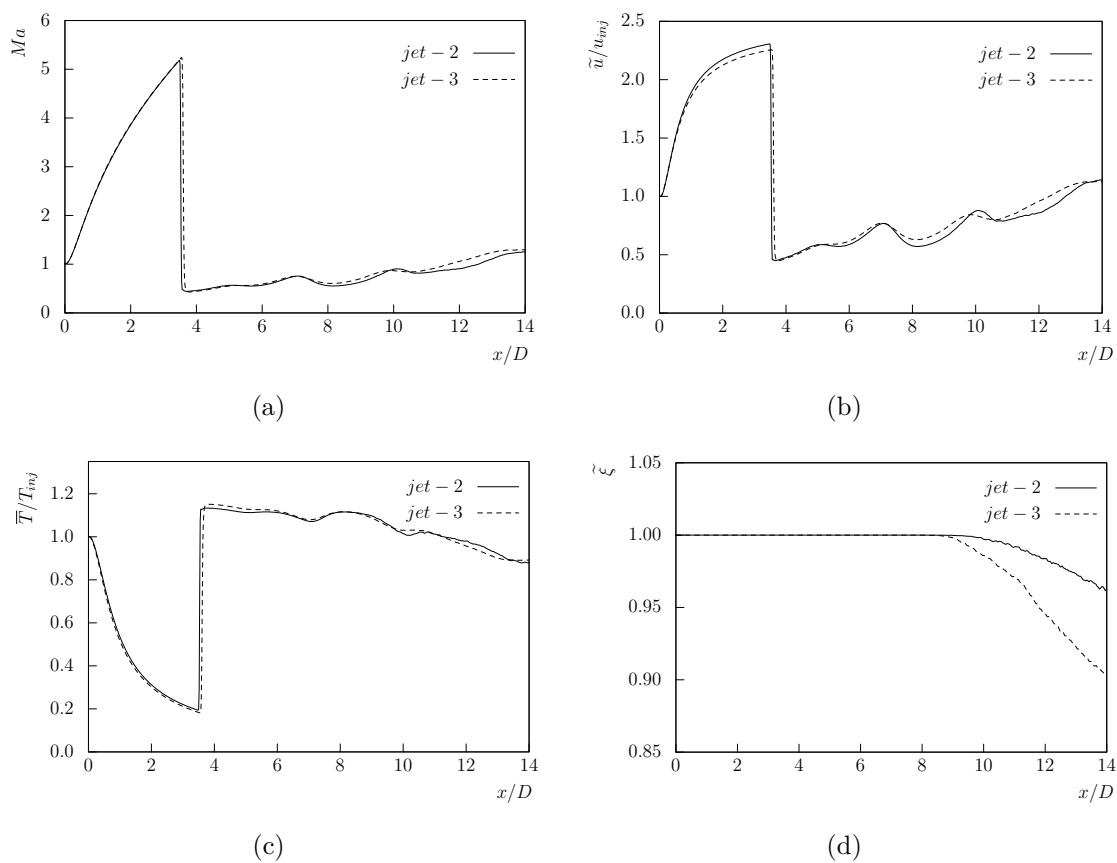 Ma
6
5
4
3
2
1
0
0 2 4 6 8 10 12 14
x/D
jet − 2
jet − 3
(a)
ũ/u_inj
2.5
2.0
1.5
1.0
0.5
0.0
0 2 4 6 8 10 12 14
x/D
jet − 2
jet − 3
(b)
T̿/T_inj
1.2
1.0
0.8
0.6
0.4
0.2
0.0
0 2 4 6 8 10 12 14
x/D
jet − 2
jet − 3
(c)
ξ̃
1.05
1.00
0.95
0.90
0.85
0 2 4 6 8 10 12 14
x/D
jet − 2
jet − 3
(d)